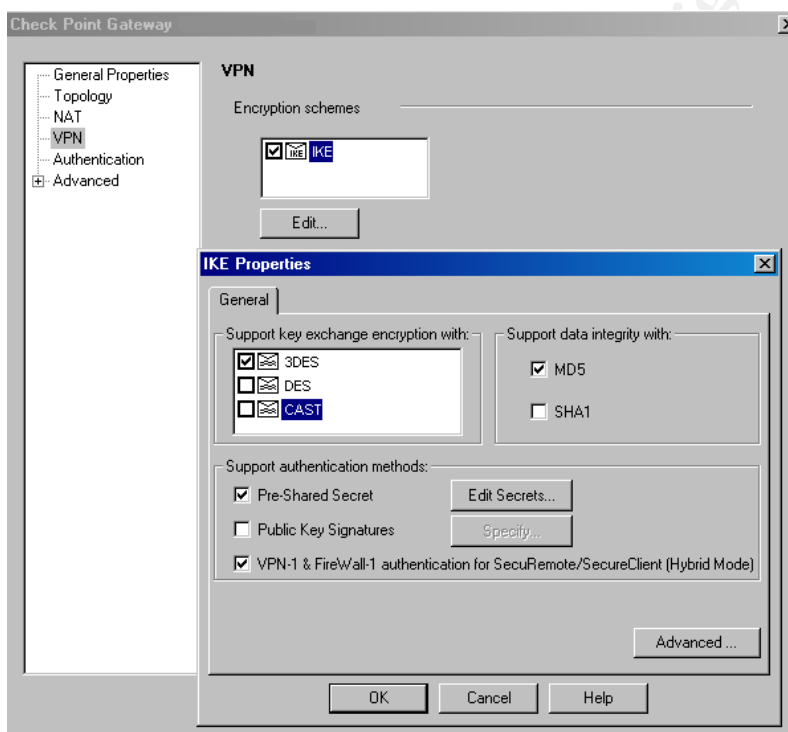 Check Point Gateway
General Properties
Topology
NAT
VPN
Authentication
Advanced
VPN
Encryption schemes
IKE IKE
Edit...
IKE Properties
General
Support key exchange encryption with:
3DES
DES
CAST
Support data integrity with:
MD5
SHA1
Support authentication methods:
Pre-Shared Secret
Edit Secrets...
Public Key Signatures
Specify...
VPN-1 & FireWall-1 authentication for SecuRemote/SecureClient (Hybrid Mode)
Advanced ...
OK
Cancel
Help